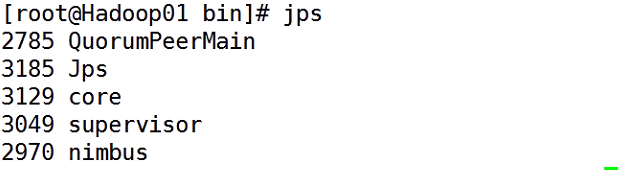 [root@Hadoop01 bin]# jps
2785 QuorumPeerMain
3185 Jps
3129 core
3049 supervisor
2970 nimbus